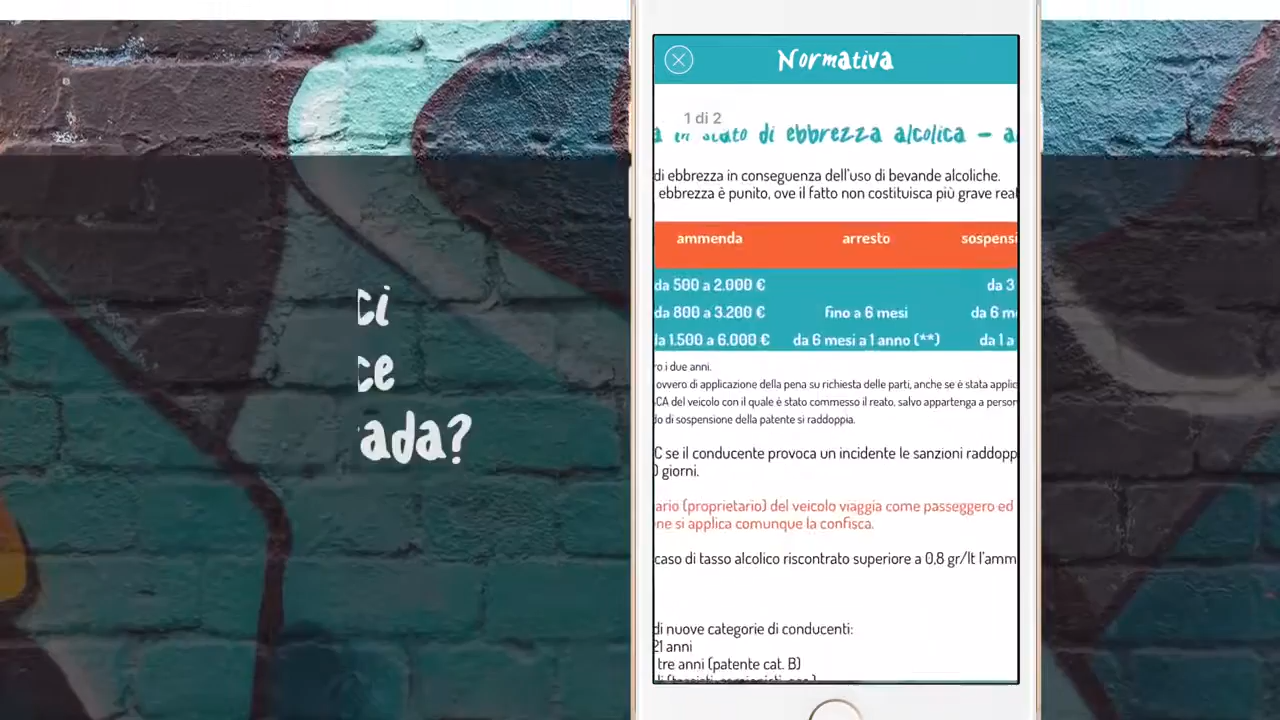 ci
ce
ada?
Normativa
1 di 2
a in stato di ebbrezza alcolica – a
di ebbrezza in conseguenza dell'uso di bevande alcoliche.
ebbrezza è punito, ove il fatto non costituisca più grave reat
ammenda arresto sospensi
da 500 a 2.000 € da 3
da 800 a 3.200 € fino a 6 mesi da 6 m
da 1.500 a 6.000 € da 6 mesi a 1 anno (**) da 1 a
ro i due anni.
ovvero di applicazione della pena su richiesta delle parti, anche se è stata applic
CA del veicolo con il quale è stato commesso il reato, salvo appartenga a person
do di sospensione della patente si raddoppia.
C se il conducente provoca un incidente le sanzioni raddopp
0 giorni.
ario (proprietario) del veicolo viaggia come passeggero ed
ne si applica comunque la confisca.
caso di tasso alcolico riscontrato superiore a 0,8 gr/lt l'amm
di nuove categorie di conducenti:
21 anni
tre anni (patente cat. B)